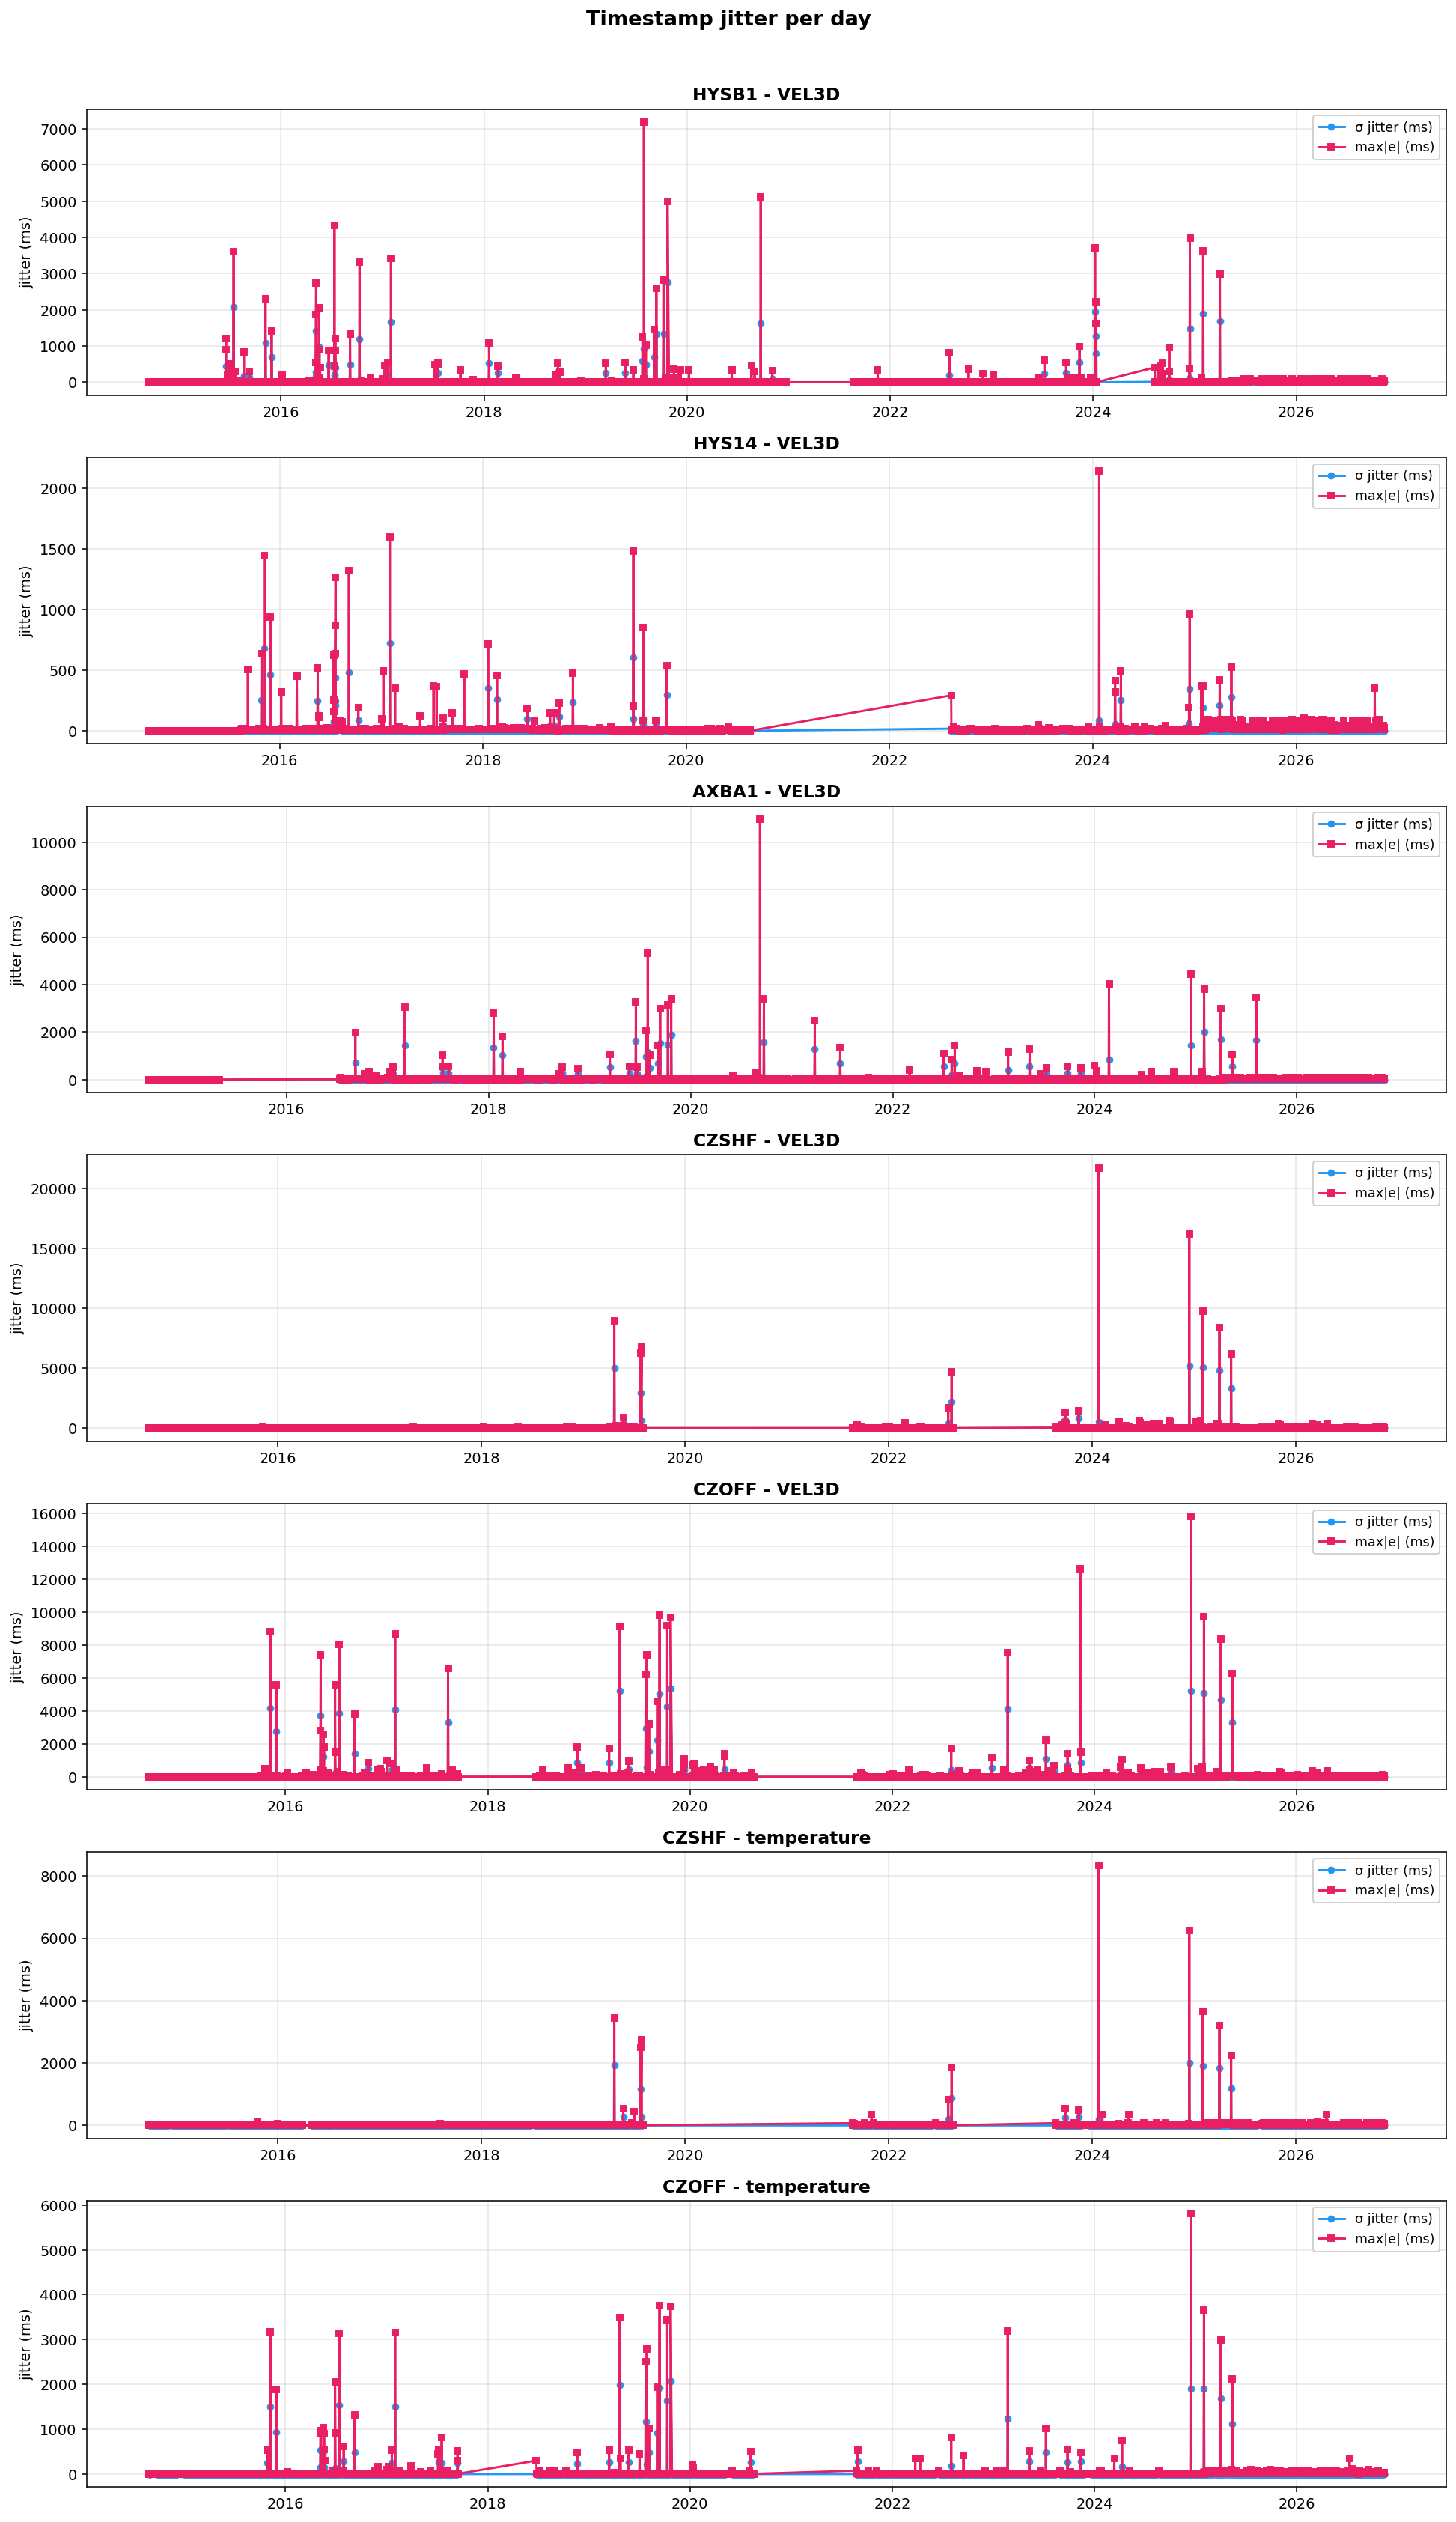 Timestamp jitter per day
HYSB1 - VEL3D
jitter (ms)
7000
6000
5000
4000
3000
2000
1000
0
σ jitter (ms)
max|e| (ms)
2016 2018 2020 2022 2024 2026
HYS14 - VEL3D
jitter (ms)
2000
1500
1000
500
0
σ jitter (ms)
max|e| (ms)
2016 2018 2020 2022 2024 2026
AXBA1 - VEL3D
jitter (ms)
10000
8000
6000
4000
2000
0
σ jitter (ms)
max|e| (ms)
2016 2018 2020 2022 2024 2026
CZSHF - VEL3D
jitter (ms)
20000
15000
10000
5000
0
σ jitter (ms)
max|e| (ms)
2016 2018 2020 2022 2024 2026
CZOFF - VEL3D
jitter (ms)
16000
14000
12000
10000
8000
6000
4000
2000
0
σ jitter (ms)
max|e| (ms)
2016 2018 2020 2022 2024 2026
CZSHF - temperature
jitter (ms)
8000
6000
4000
2000
0
σ jitter (ms)
max|e| (ms)
2016 2018 2020 2022 2024 2026
CZOFF - temperature
jitter (ms)
6000
5000
4000
3000
2000
1000
0
σ jitter (ms)
max|e| (ms)
2016 2018 2020 2022 2024 2026